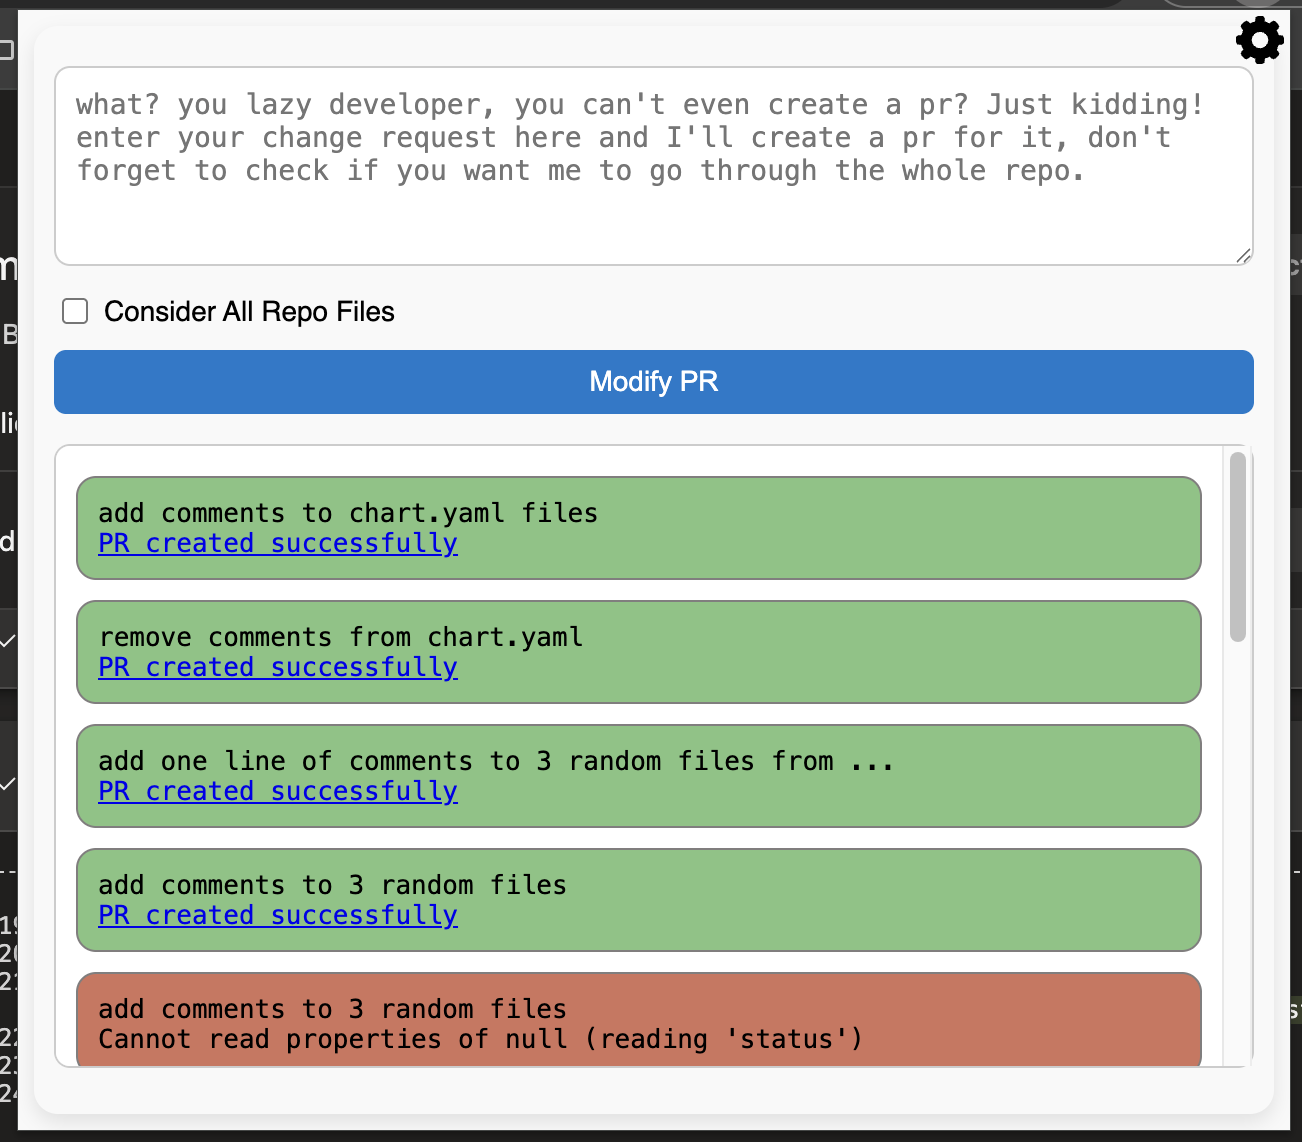 what? you lazy developer, you can't even create a pr? Just kidding!
enter your change request here and I'll create a pr for it, don't
forget to check if you want me to go through the whole repo.
Consider All Repo Files
Modify PR
add comments to chart.yaml files
PR created successfully
remove comments from chart.yaml
PR created successfully
add one line of comments to 3 random files from ...
PR created successfully
add comments to 3 random files
PR created successfully
add comments to 3 random files
Cannot read properties of null (reading 'status')